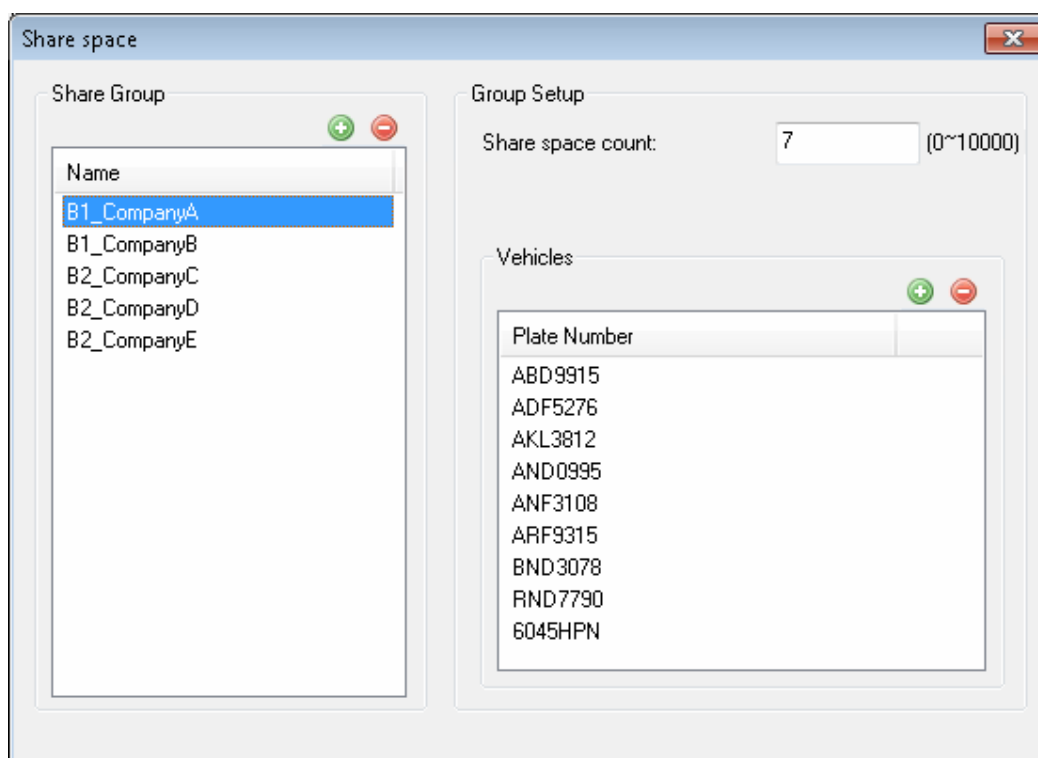 Share space
Share Group
Name
B1_CompanyA
B1_CompanyB
B2_CompanyC
B2_CompanyD
B2_CompanyE
Group Setup
Share space count: 7 (0~10000)
Vehicles
Plate Number
ABD9915
ADF5276
AKL3812
AND0995
ANF3108
ARF9315
BND3078
RND7790
6045HPN